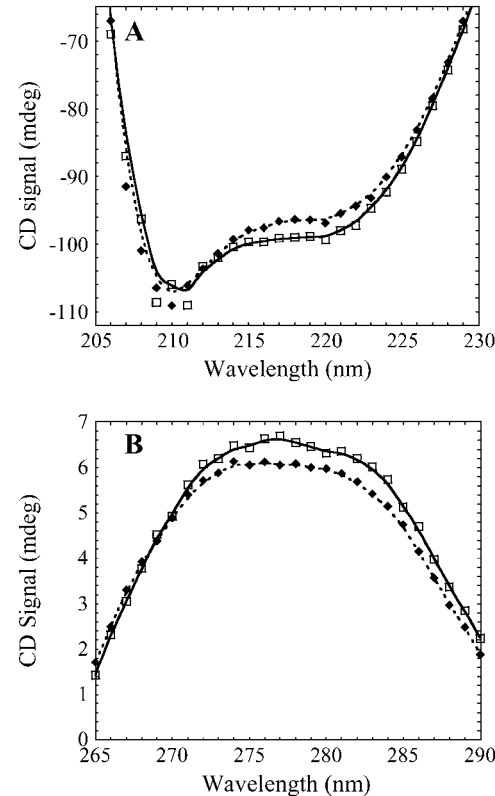 A
CD signal (mdeg)
-70
-80
-90
-100
-110
205 210 215 220 225 230
Wavelength (nm)
B
CD Signal (mdeg)
7
6
5
4
3
2
1
0
265 270 275 280 285 290
Wavelength (nm)